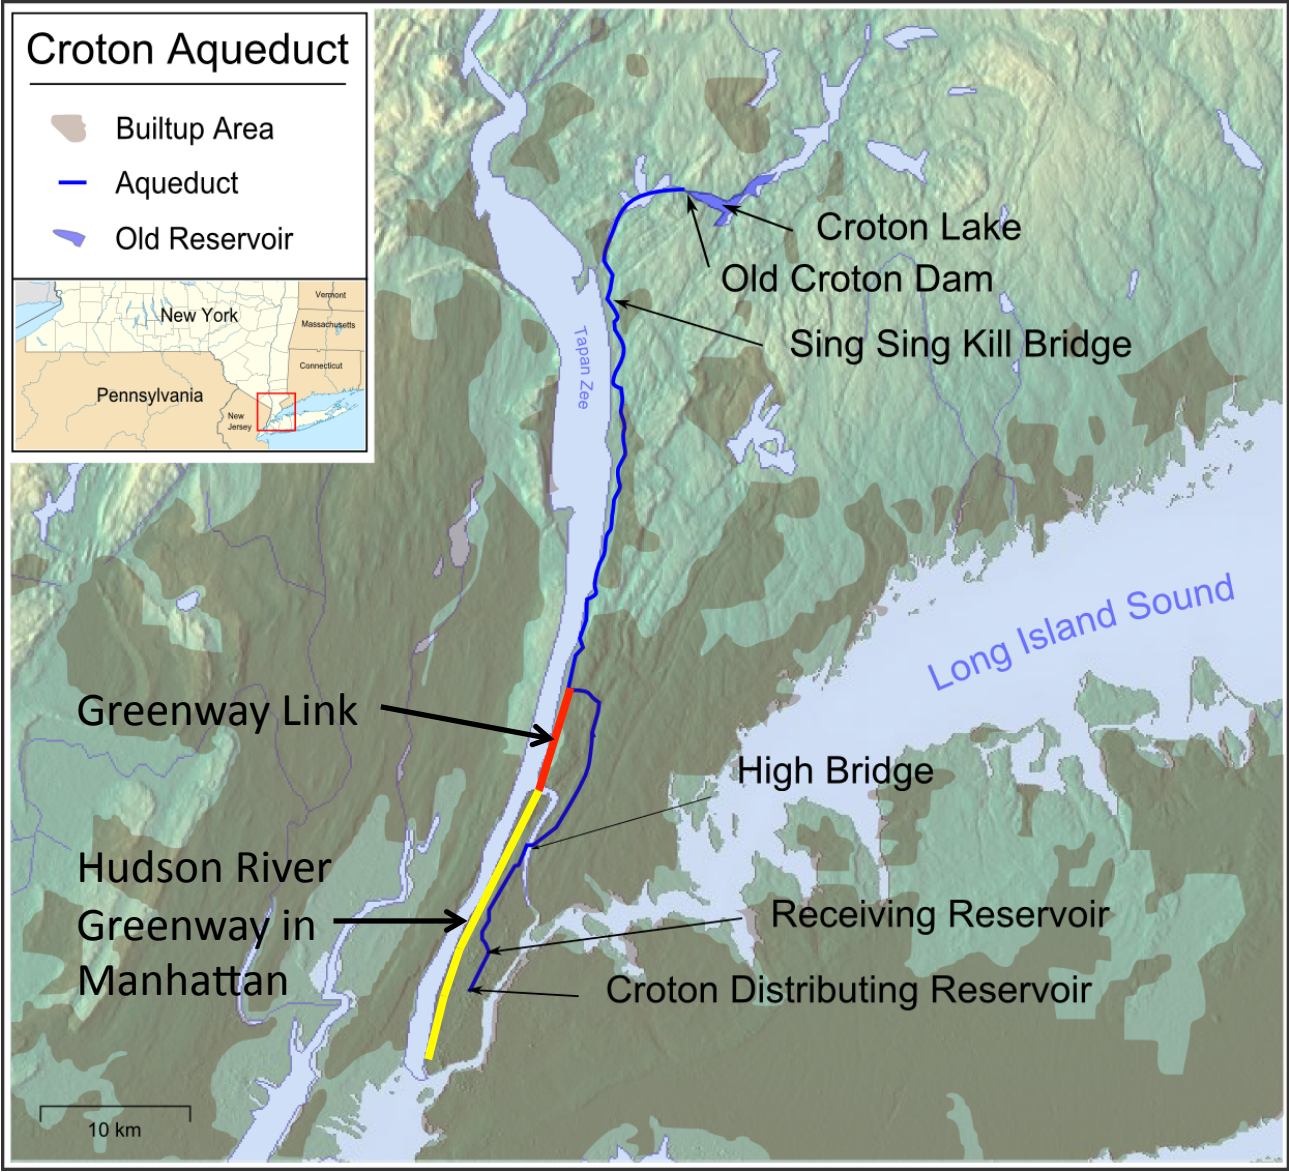 Croton Aqueduct
Builtup Area
Aqueduct
Old Reservoir
Vermont
New York
Massachusetts
Connecticut
Pennsylvania
New
Jersey
Croton Lake
Old Croton Dam
Sing Sing Kill Bridge
Tapan Zee
Long Island Sound
Greenway Link
High Bridge
Hudson River
Greenway in
Manhattan
Receiving Reservoir
Croton Distributing Reservoir
10 km